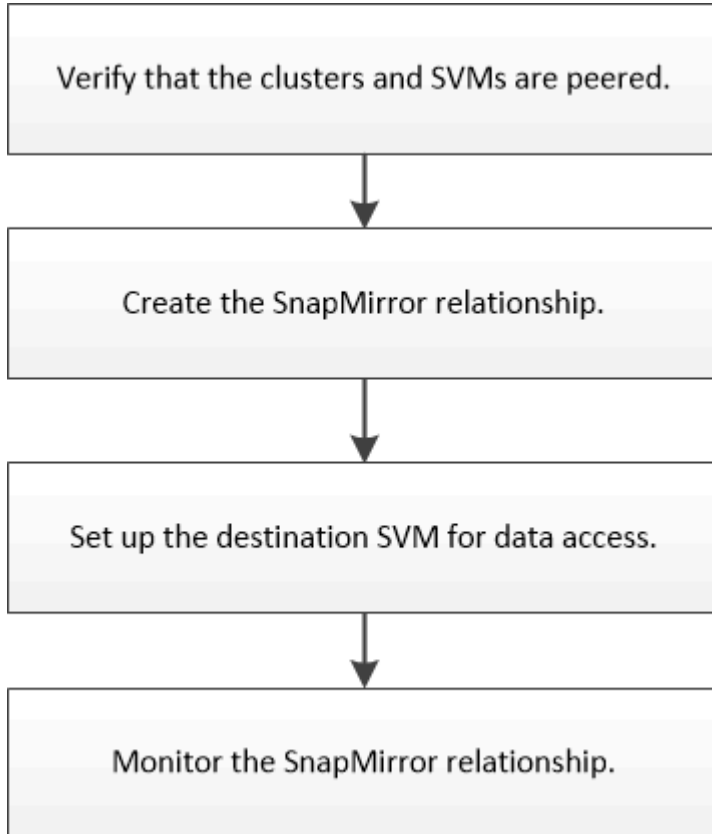 Verify that the clusters and SVMs are peered.
Create the SnapMirror relationship.
Set up the destination SVM for data access.
Monitor the SnapMirror relationship.